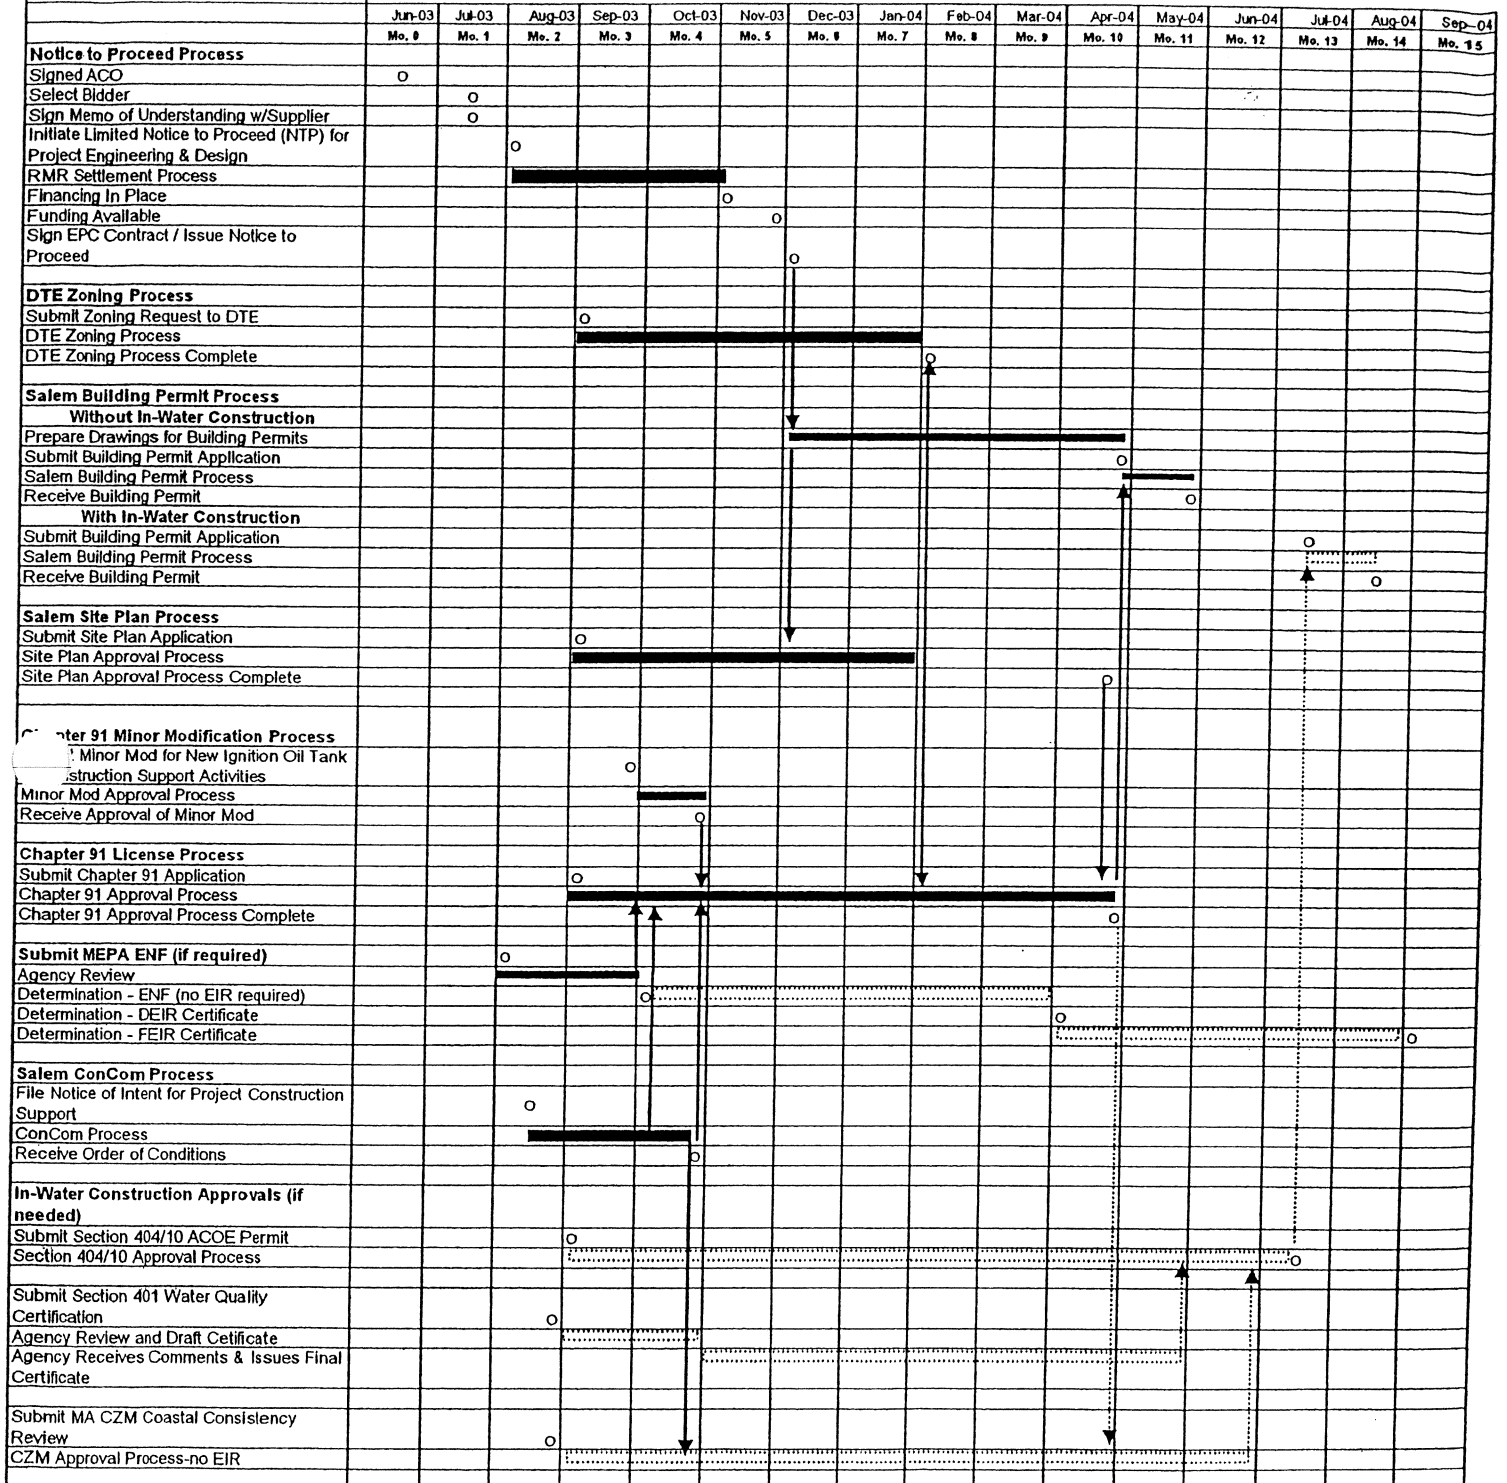 Jun-03 Jul-03 Aug-03 Sep-03 Oct-03 Nov-03 Dec-03 Jan-04 Feb-04 Mar-04 Apr-04 May-04 Jun-04 Jul-04 Aug-04 Sep-04
Mo. 0 Mo. 1 Mo. 2 Mo. 3 Mo. 4 Mo. 5 Mo. 6 Mo. 7 Mo. 8 Mo. 9 Mo. 10 Mo. 11 Mo. 12 Mo. 13 Mo. 14 Mo. 15
Notice to Proceed Process
Signed ACO
Select Bidder
Sign Memo of Understanding w/Supplier
Initiate Limited Notice to Proceed (NTP) for
Project Engineering & Design
RMR Settlement Process
Financing In Place
Funding Available
Sign EPC Contract / Issue Notice to
Proceed
DTE Zoning Process
Submit Zoning Request to DTE
DTE Zoning Process
DTE Zoning Process Complete
Salem Building Permit Process
Without In-Water Construction
Prepare Drawings for Building Permits
Submit Building Permit Application
Salem Building Permit Process
Receive Building Permit
With In-Water Construction
Submit Building Permit Application
Salem Building Permit Process
Receive Building Permit
Salem Site Plan Process
Submit Site Plan Application
Site Plan Approval Process
Site Plan Approval Process Complete
91 Minor Modification Process
Minor Mod for New Ignition Oil Tank
Support Activities
Minor Mod Approval Process
Receive Approval of Minor Mod
Chapter 91 License Process
Submit Chapter 91 Application
Chapter 91 Approval Process
Chapter 91 Approval Process Complete
Submit MEPA ENF (if required)
Agency Review
Determination - ENF (no EIR required)
Determination - DEIR Certificate
Determination - FEIR Certificate
Salem ConCom Process
File Notice of Intent for Project Construction
Support
ConCom Process
Receive Order of Conditions
In-Water Construction Approvals (if
needed)
Submit Section 404/10 ACOE Permit
Section 404/10 Approval Process
Submit Section 401 Water Quality
Certification
Agency Review and Draft Cetificate
Agency Receives Comments & Issues Final
Certificate
Submit MA CZM Coastal Consislency
Review
CZM Approval Process-no EIR